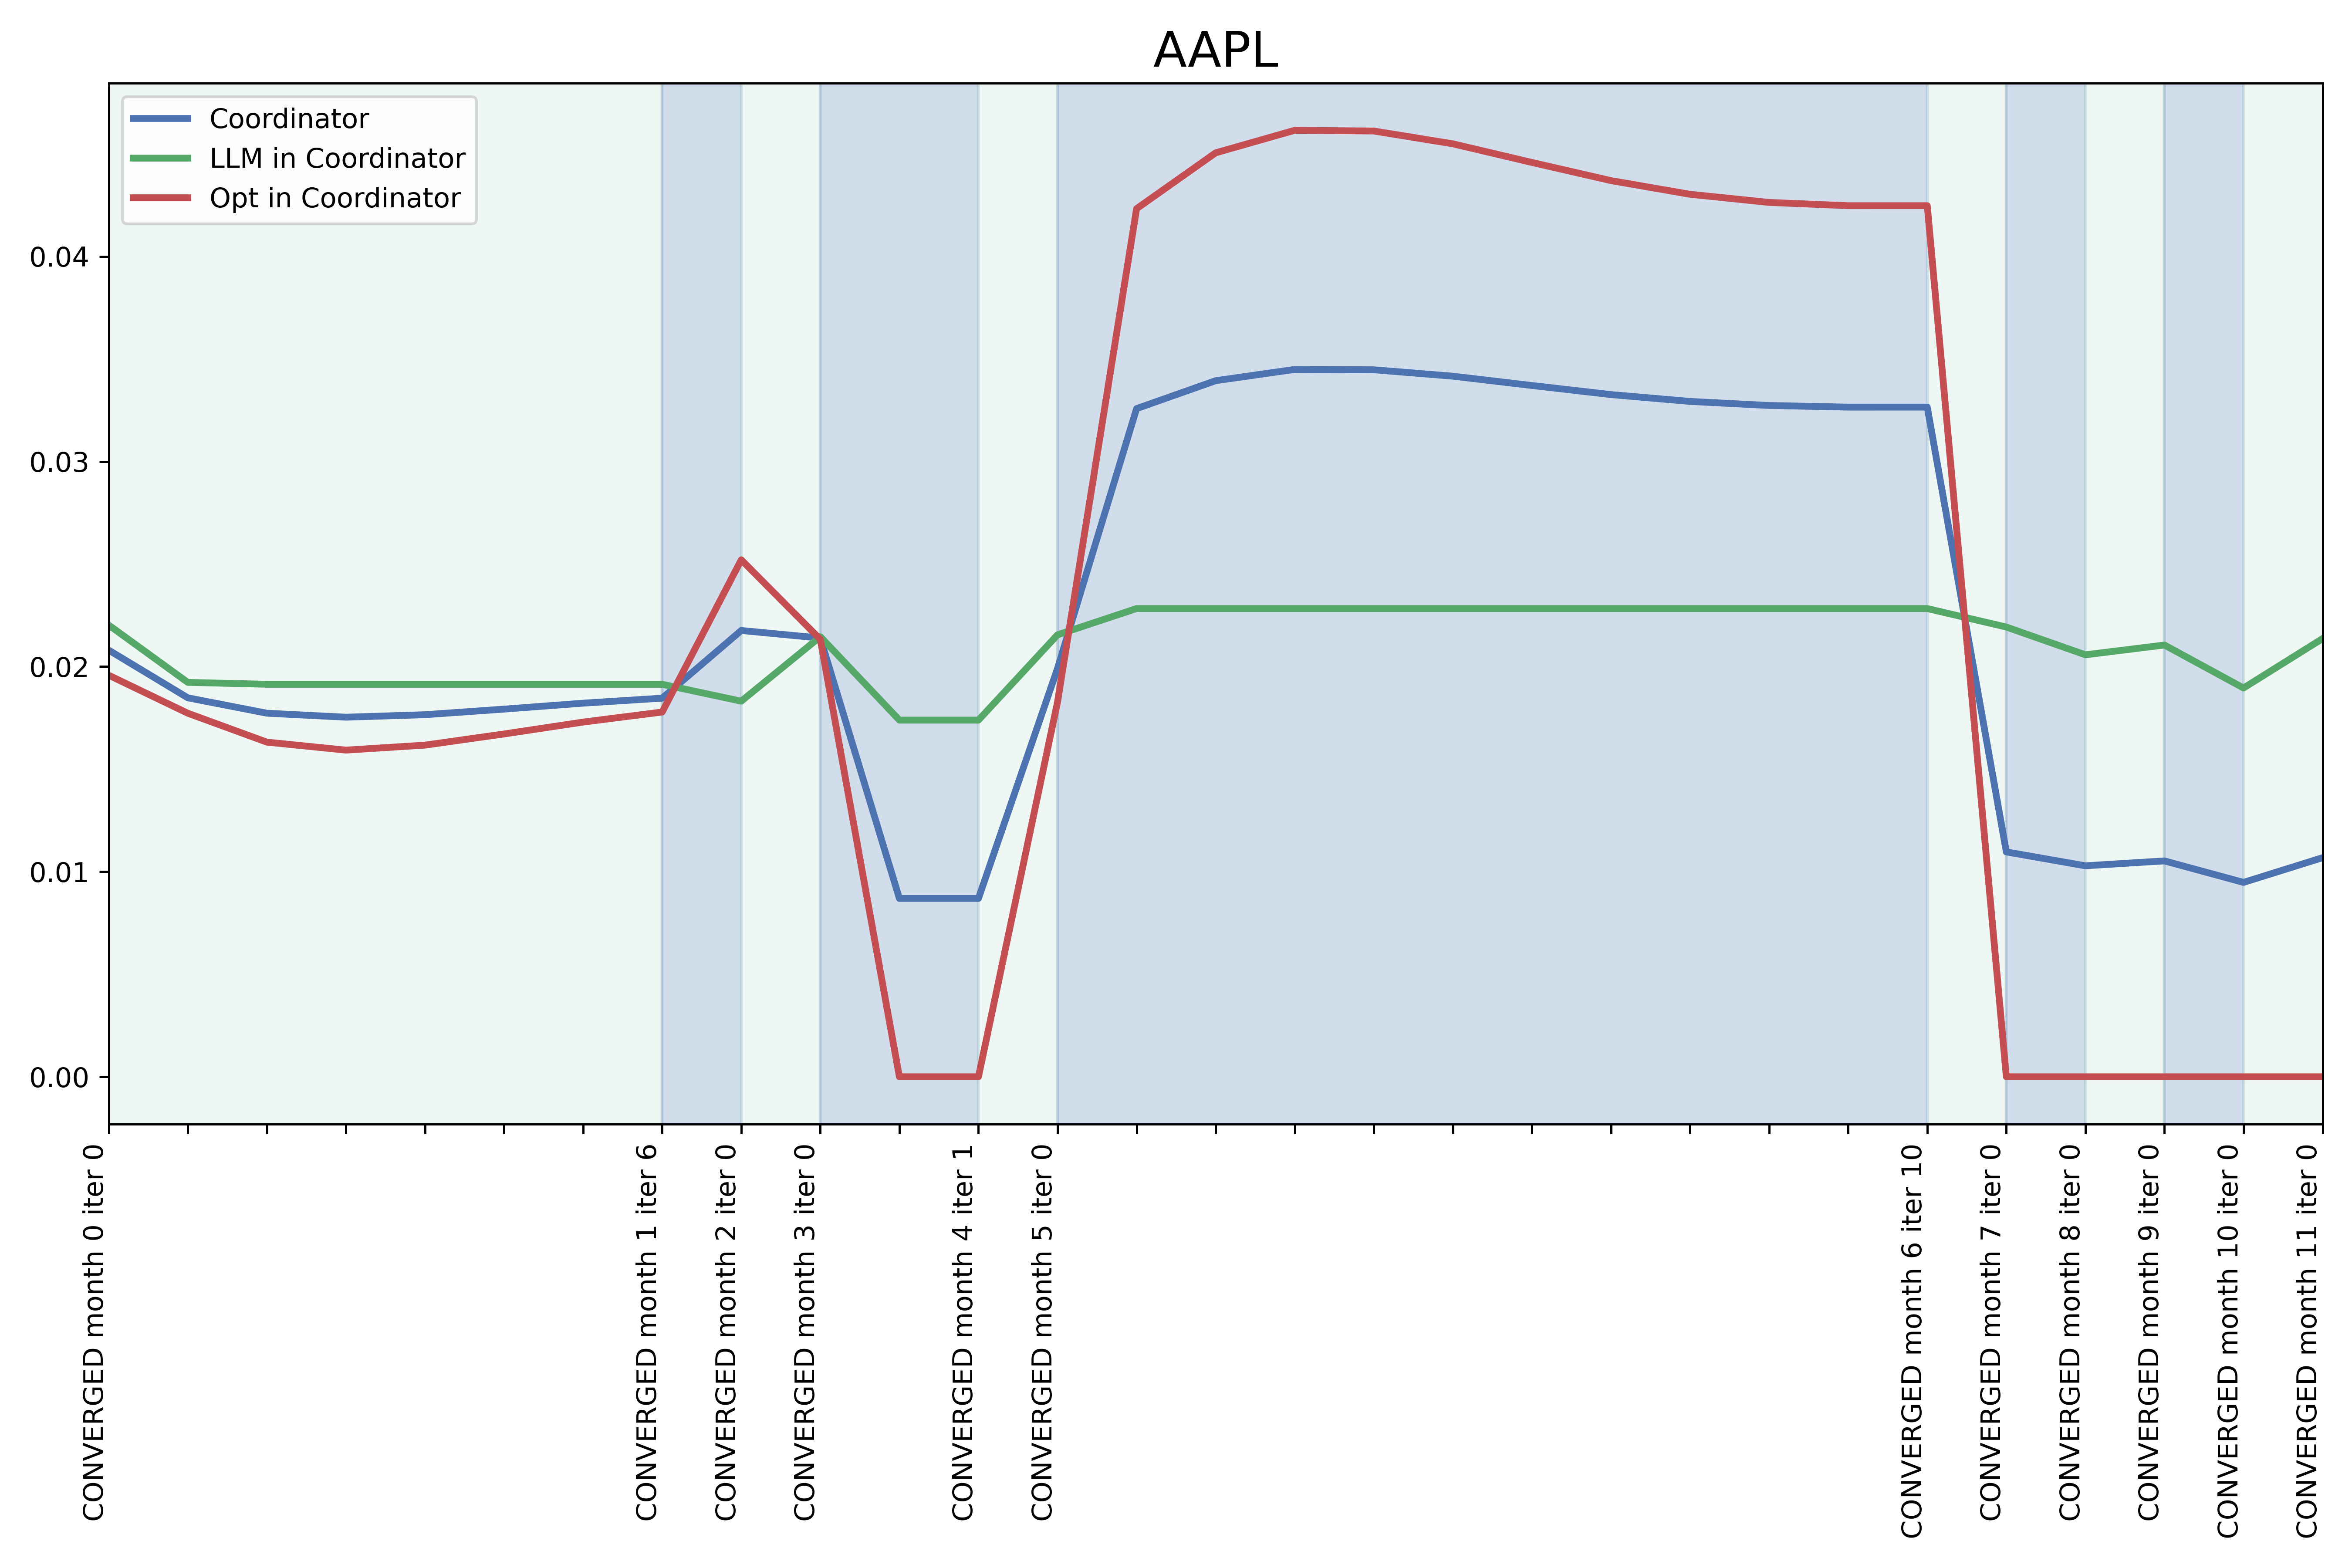 AAPL
Coordinator
LLM in Coordinator
Opt in Coordinator
0.04
0.03
0.02
0.01
0.00
CONVERGED month 0 iter 0
CONVERGED month 1 iter 6
CONVERGED month 2 iter 0
CONVERGED month 3 iter 0
CONVERGED month 4 iter 1
CONVERGED month 5 iter 0
CONVERGED month 6 iter 10
CONVERGED month 7 iter 0
CONVERGED month 8 iter 0
CONVERGED month 9 iter 0
CONVERGED month 10 iter 0
CONVERGED month 11 iter 0